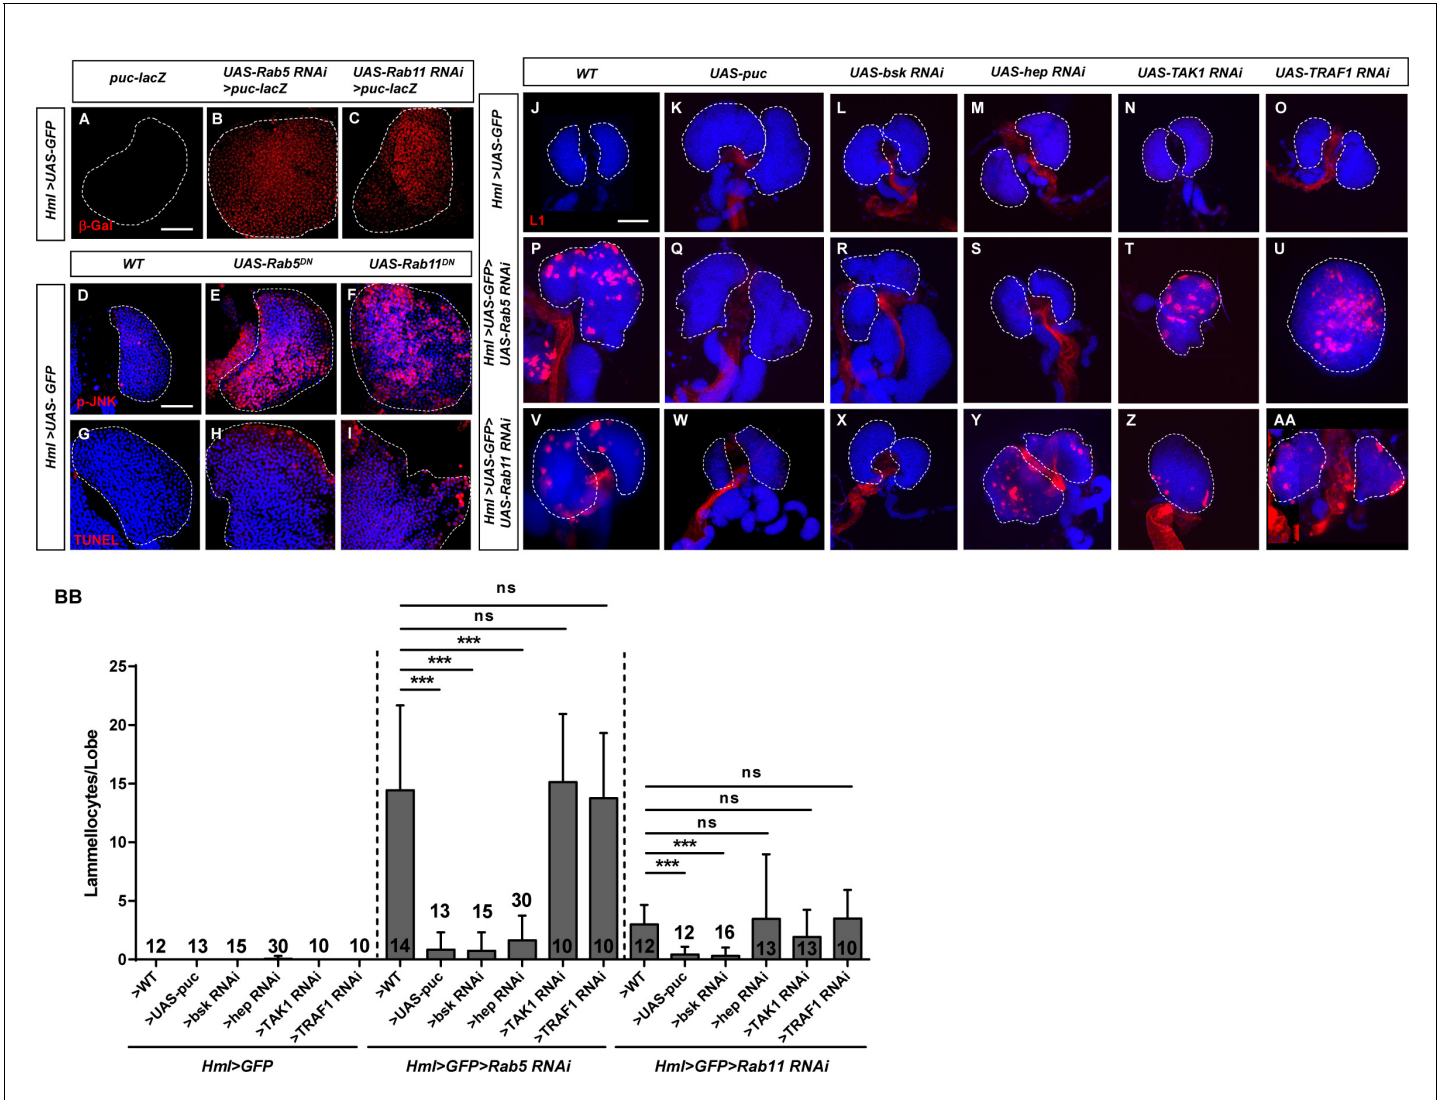 puc-lacZ
UAS-Rab5 RNAi
>puc-lacZ
UAS-Rab11 RNAi
>puc-lacZ
Hml >UAS-GFP
A
β-Gal
B
C
WT
UAS-Rab5DN
UAS-Rab11DN
Hml >UAS- GFP
D
p-JNK
E
F
G
TUNEL
H
I
WT
UAS-puc
UAS-bsk RNAi
UAS-hep RNAi
UAS-TAK1 RNAi
UAS-TRAF1 RNAi
Hml >UAS-GFP
J
L1
K
L
M
N
O
Hml >UAS-GFP>
UAS-Rab5 RNAi
P
Q
R
S
T
U
Hml >UAS-GFP>
UAS-Rab11 RNAi
V
W
X
Y
Z
AA
BB
ns
ns
***
***
***
ns
ns
ns
***
***
Lammellocytes/Lobe
25
20
15
10
5
0
12 13 15 30 10 10
14 13 15 30 10 10
12 12 16 13 13 10
>WT
>UAS-puc
>bsk RNAi
>hep RNAi
>TAK1 RNAi
>TRAF1 RNAi
>WT
>UAS-puc
>bsk RNAi
>hep RNAi
>TAK1 RNAi
>TRAF1 RNAi
>WT
>UAS-puc
>bsk RNAi
>hep RNAi
>TAK1 RNAi
>TRAF1 RNAi
Hml>GFP
Hml>GFP>Rab5 RNAi
Hml>GFP>Rab11 RNAi